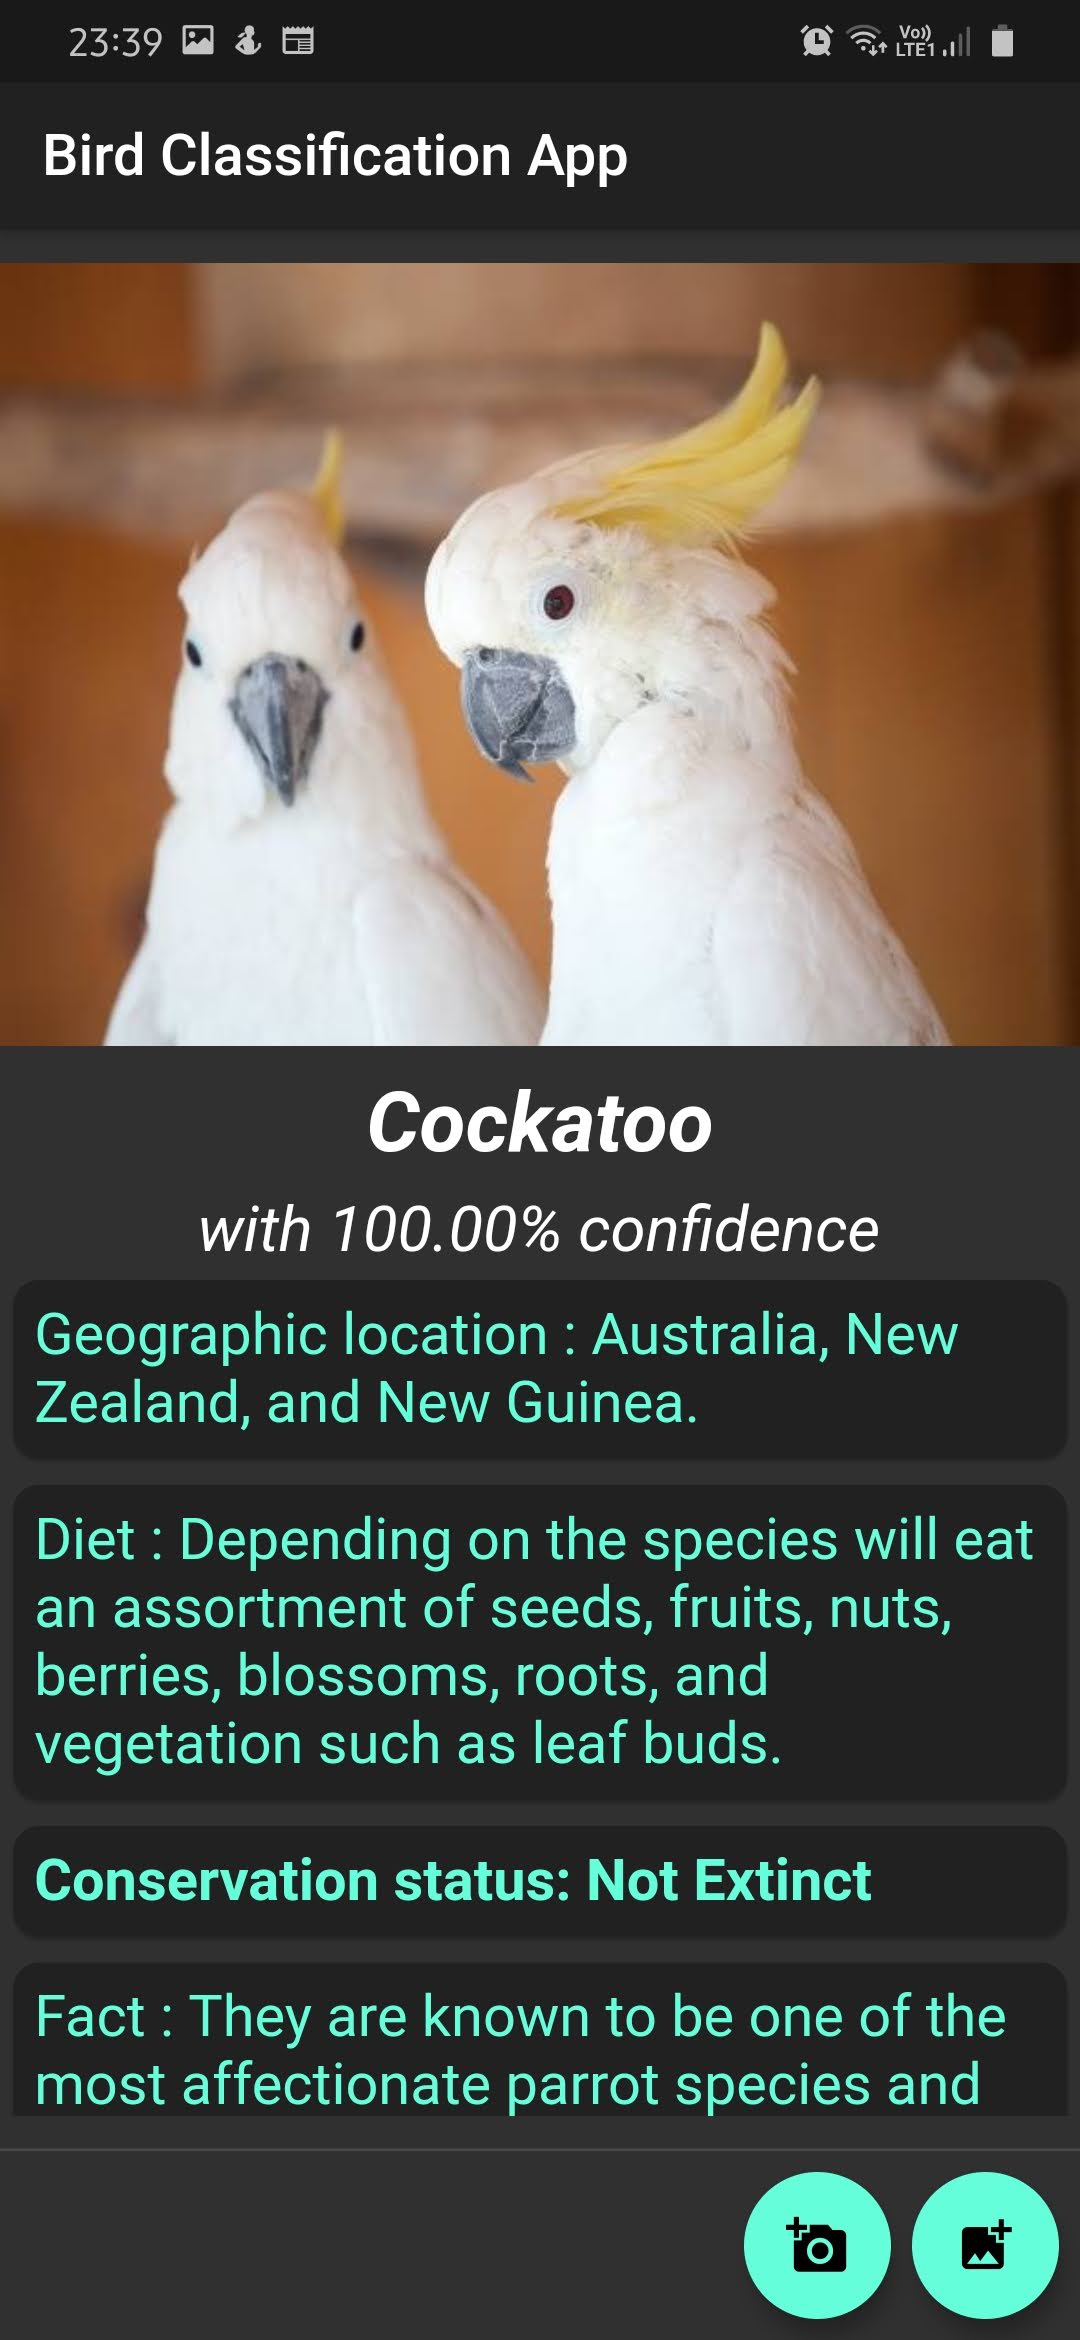 23:39
Vo))
LTE1
Bird Classification App
Cockatoo
with 100.00% confidence
Geographic location : Australia, New
Zealand, and New Guinea.
Diet : Depending on the species will eat
an assortment of seeds, fruits, nuts,
berries, blossoms, roots, and
vegetation such as leaf buds.
Conservation status: Not Extinct
Fact : They are known to be one of the
most affectionate parrot species and